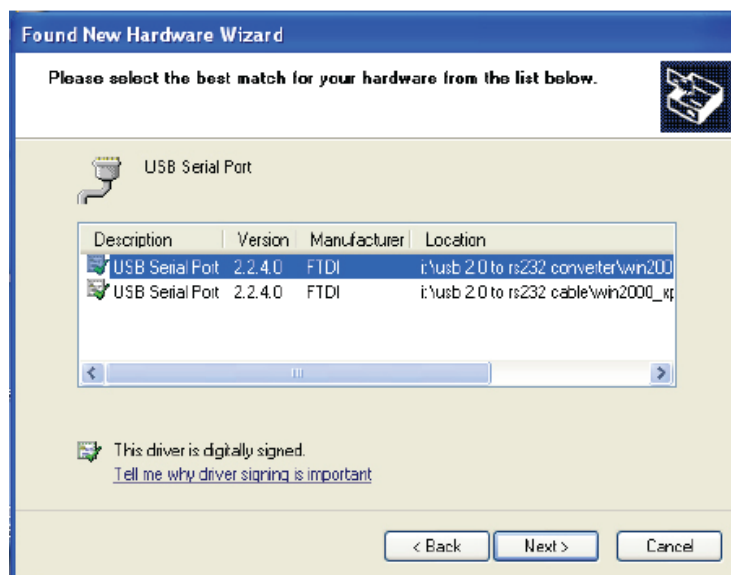 Found New Hardware Wizard
Please select the best match for your hardware from the list below.
USB Serial Port
Description Version Manufacturer Location
USB Serial Port 2.2.4.0 FTDI i:\usb 2.0 to rs232 converter\win200
USB Serial Port 2.2.4.0 FTDI i:\usb 2.0 to rs232 cable\win2000_xp
This driver is digitally signed.
Tell me why driver signing is important
< Back Next > Cancel